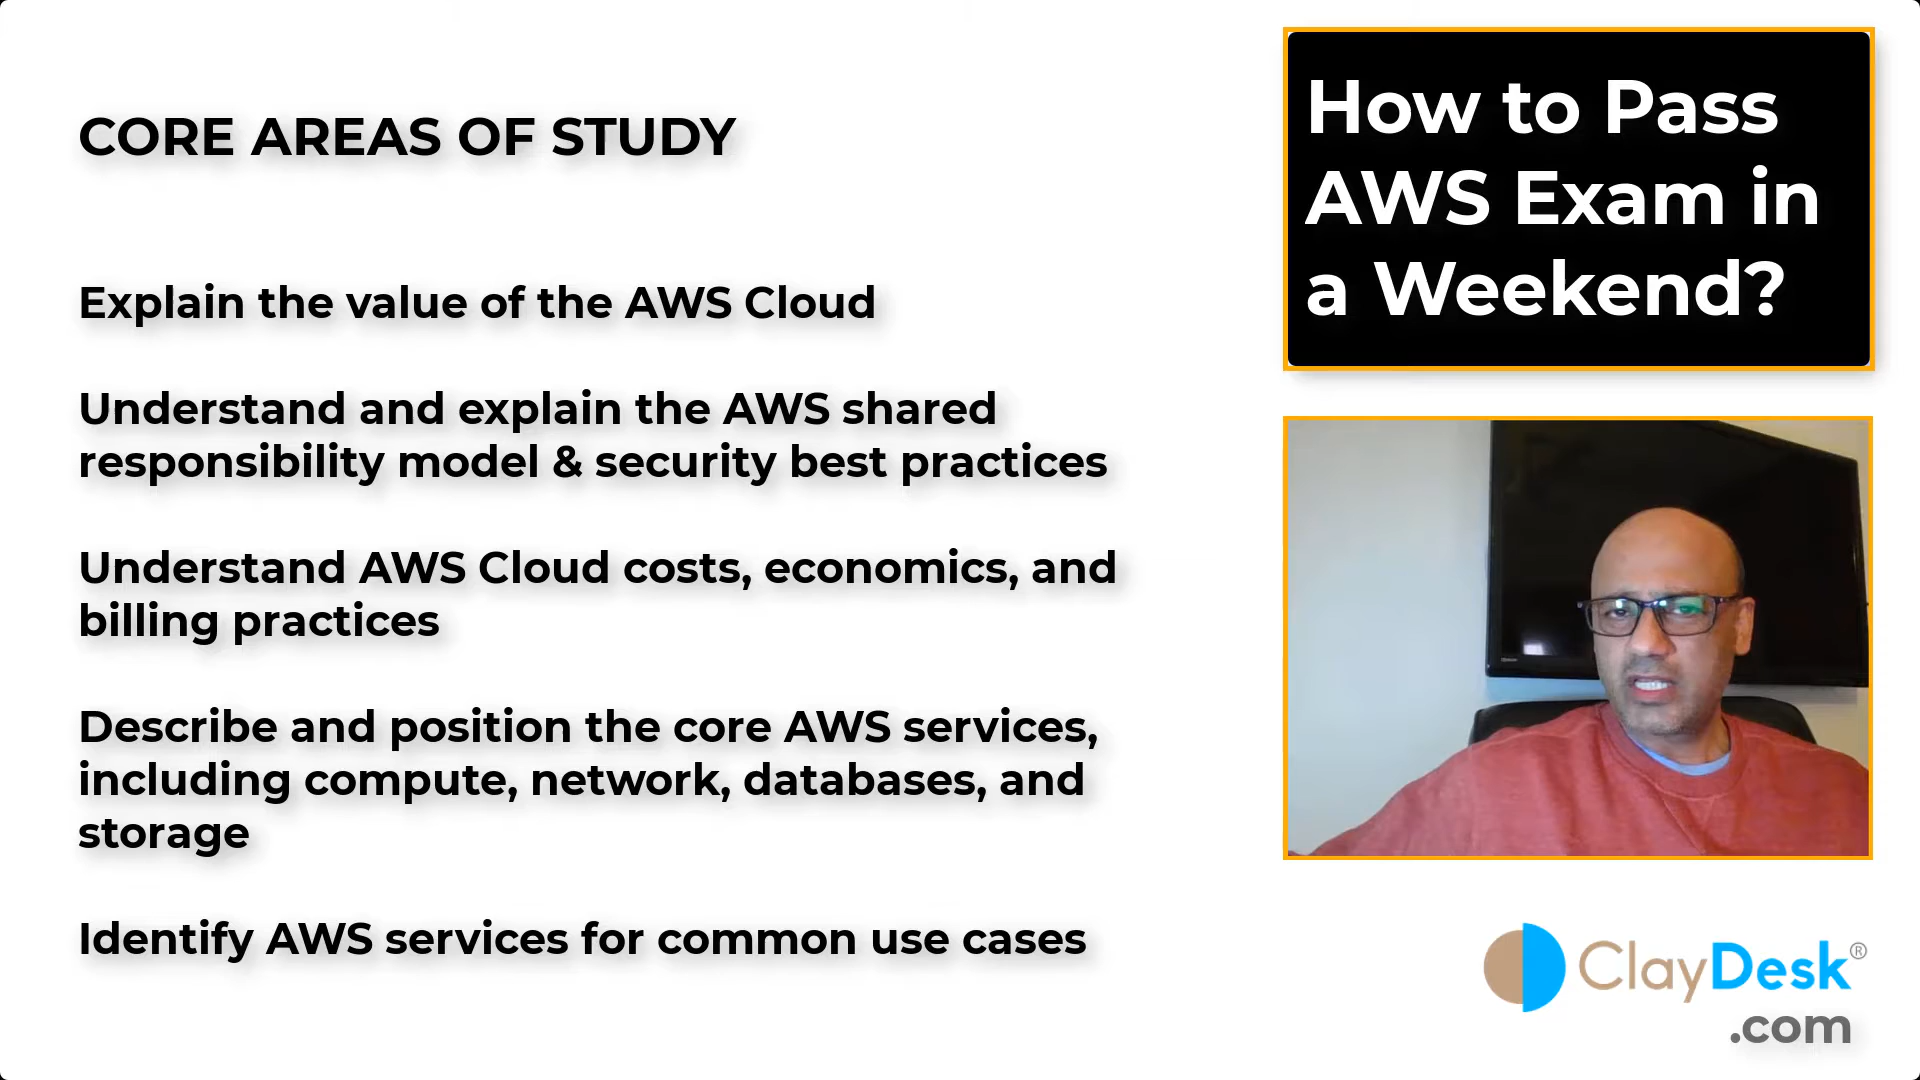 CORE AREAS OF STUDY
Explain the value of the AWS Cloud
Understand and explain the AWS shared
responsibility model & security best practices
Understand AWS Cloud costs, economics, and
billing practices
Describe and position the core AWS services,
including compute, network, databases, and
storage
Identify AWS services for common use cases
How to Pass
AWS Exam in
a Weekend?
ClayDesk®
.com